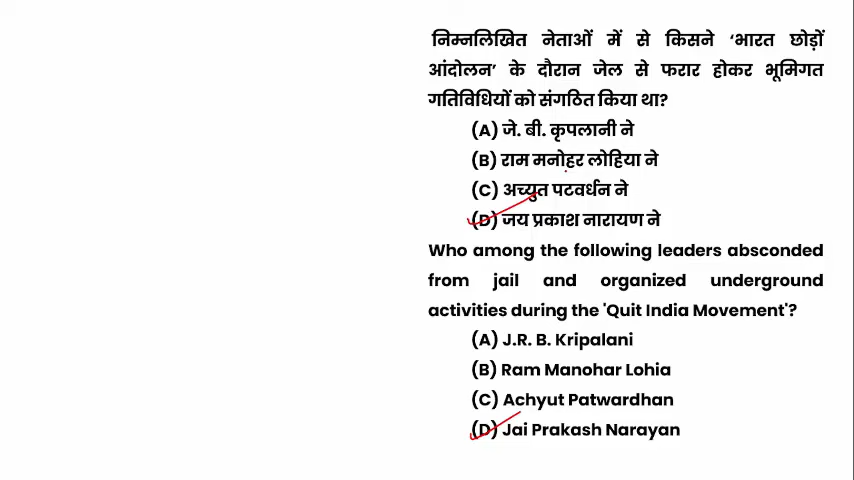 निम्नलिखित नेताओं में से किसने 'भारत छोड़ों
आंदोलन' के दौरान जेल से फरार होकर भूमिगत
गतिविधियों को संगठित किया था?
(A) जे. बी. कृपलानी ने
(B) राम मनोहर लोहिया ने
(C) अच्युत पटवर्धन ने
(D) जय प्रकाश नारायण ने
Who among the following leaders absconded
from jail and organized underground
activities during the 'Quit India Movement'?
(A) J.R. B. Kripalani
(B) Ram Manohar Lohia
(C) Achyut Patwardhan
(D) Jai Prakash Narayan